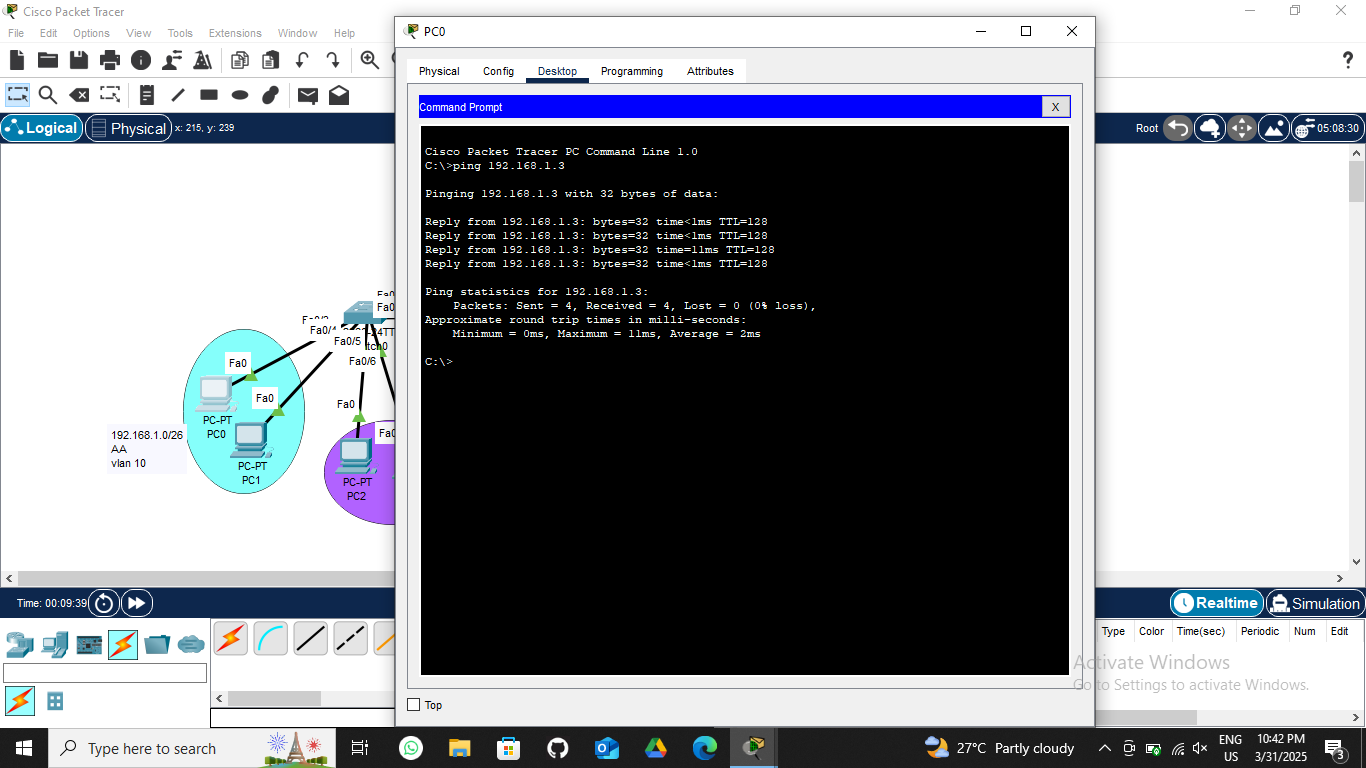 Cisco Packet Tracer
File Edit Options View Tools Extensions Window Help
Logical
Physical
x: 215, y: 239
Root
05:08:30
PC0
Physical Config Desktop Programming Attributes
Command Prompt
X
Cisco Packet Tracer PC Command Line 1.0
C:\>ping 192.168.1.3
Pinging 192.168.1.3 with 32 bytes of data:
Reply from 192.168.1.3: bytes=32 time<1ms TTL=128
Reply from 192.168.1.3: bytes=32 time<1ms TTL=128
Reply from 192.168.1.3: bytes=32 time=11ms TTL=128
Reply from 192.168.1.3: bytes=32 time<1ms TTL=128
Ping statistics for 192.168.1.3:
Packets: Sent = 4, Received = 4, Lost = 0 (0% loss),
Approximate round trip times in milli-seconds:
Minimum = 0ms, Maximum = 11ms, Average = 2ms
C:\>
Top
Fa0/4
Fa0/5
Fa0/6
Fa0
Fa0
Fa0
PC-PT
PC0
PC-PT
PC1
PC-PT
PC2
192.168.1.0/26
AA
vlan 10
Time: 00:09:39
Realtime
Simulation
Type Color Time(sec) Periodic Num Edit
Activate Windows
Go to Settings to activate Windows.
Type here to search
27°C Partly cloudy
ENG
US
10:42 PM
3/31/2025
3